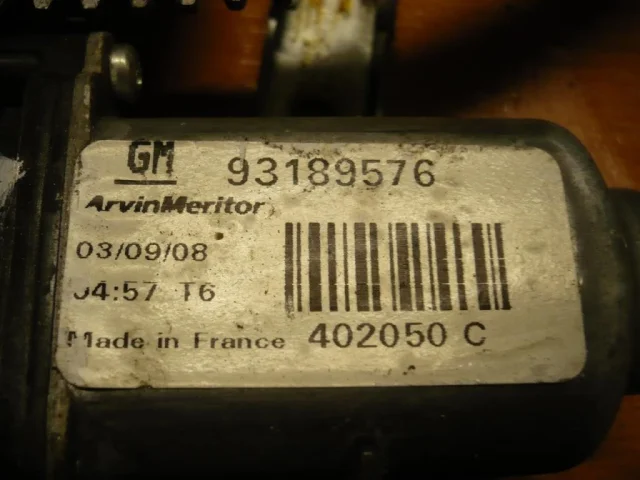 GM 93189576
ArvinMeritor
03/09/08
04:57 T6
Made in France 402050 C